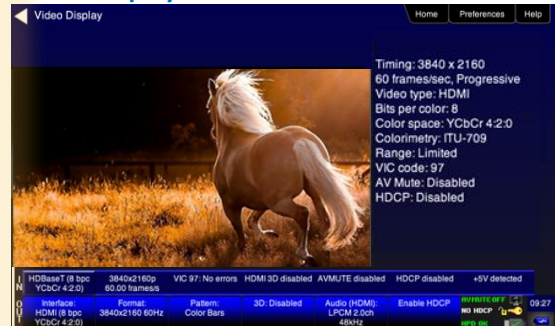 Video Display
Home
Preferences
Help
Timing: 3840 x 2160
60 frames/sec, Progressive
Video type: HDMI
Bits per color: 8
Color space: YCbCr 4:2:0
Colorimetry: ITU-709
Range: Limited
VIC code: 97
AV Mute: Disabled
HDCP: Disabled
IN
HDBaseT (8 bpc
YCbCr 4:2:0)
3840x2160p
60.00 frames/s
VIC 97: No errors
HDMI 3D disabled
AVMUTE disabled
HDCP disabled
+5V detected
OUT
Interface:
HDMI (8 bpc
YCbCr 4:2:0)
Format:
3840x2160 60Hz
Pattern:
Color Bars
3D: Disabled
Audio (HDMI):
LPCM 2.0ch
48kHz
Enable HDCP
AVMUTE OFF
NO HDCP
HPD OK
09:27